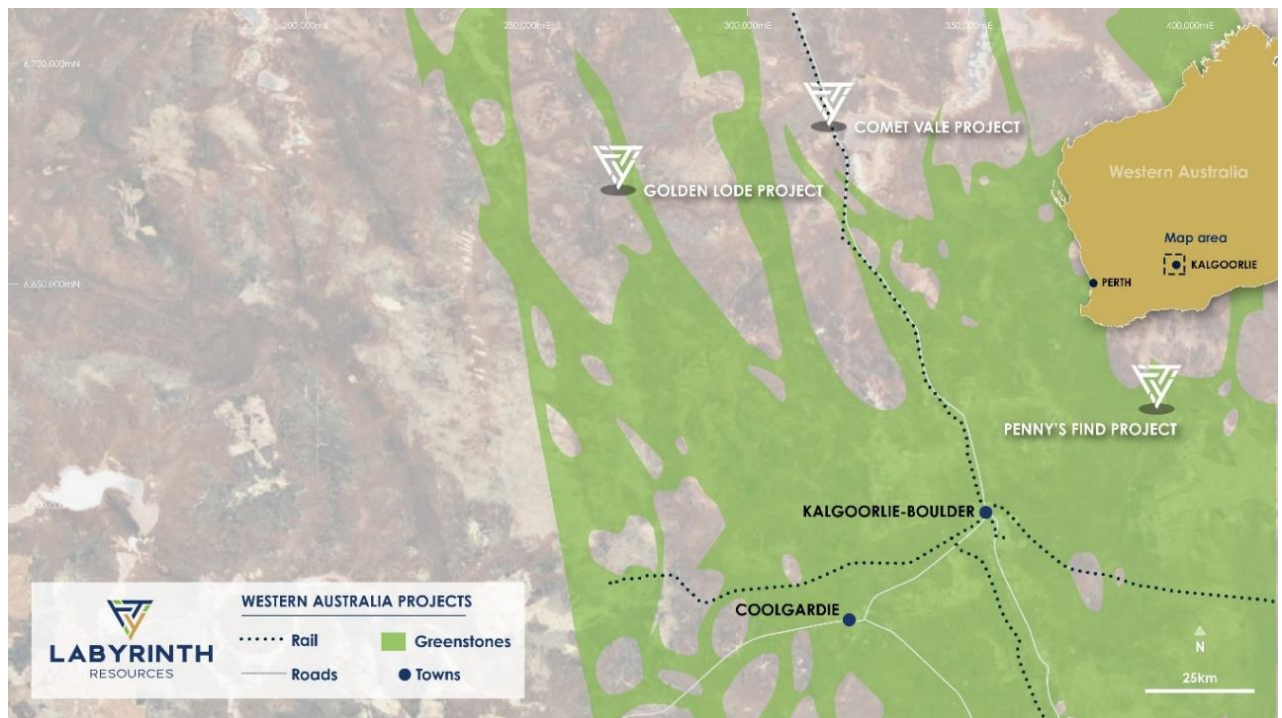 200,000mE
250,000mE
300,000mE
350,000mE
400,000mE
6,700,000mN
COMET VALE PROJECT
GOLDEN LODE PROJECT
Western Australia
Map area
KALGOORLIE
PERTH
6,650,000mN
PENNY'S FIND PROJECT
KALGOORLIE-BOULDER
COOLGARDIE
LABYRINTH
RESOURCES
WESTERN AUSTRALIA PROJECTS
Rail
Greenstones
Roads
Towns
N
25km